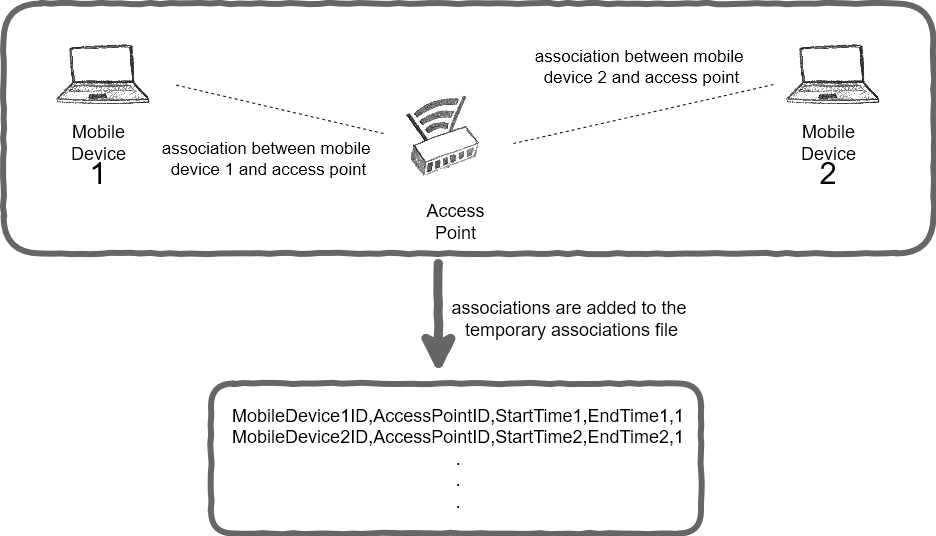 association between mobile
device 2 and access point
Mobile
Device
1
association between mobile
device 1 and access point
Mobile
Device
2
Access
Point
associations are added to the
temporary associations file
MobileDevice1ID,AccessPointID,StartTime1,EndTime1,1
MobileDevice2ID,AccessPointID,StartTime2,EndTime2,1
.
.
.